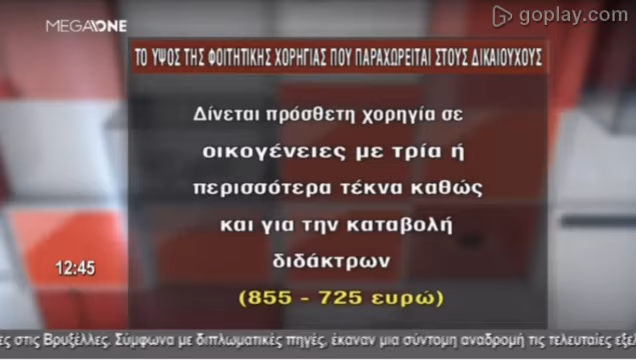 MEGAONE
goplay.com
ΤΟ ΥΨΟΣ ΤΗΣ ΦΟΙΤΗΤΙΚΗΣ ΧΟΡΗΓΙΑΣ ΠΟΥ ΠΑΡΑΧΩΡΕΙΤΑΙ ΣΤΟΥΣ ΔΙΚΑΙΟΥΧΟΥΣ
Δίνεται πρόσθετη χορηγία σε
οικογένειες με τρία ή
περισσότερα τέκνα καθώς
και για την καταβολή
διδάκτρων
(855 - 725 ευρώ)
12:45
ες στις Βρυξέλλες. Σύμφωνα με διπλωματικές πηγές, έκαναν μια σύντομη αναδρομή τις τελευταίες εξελ